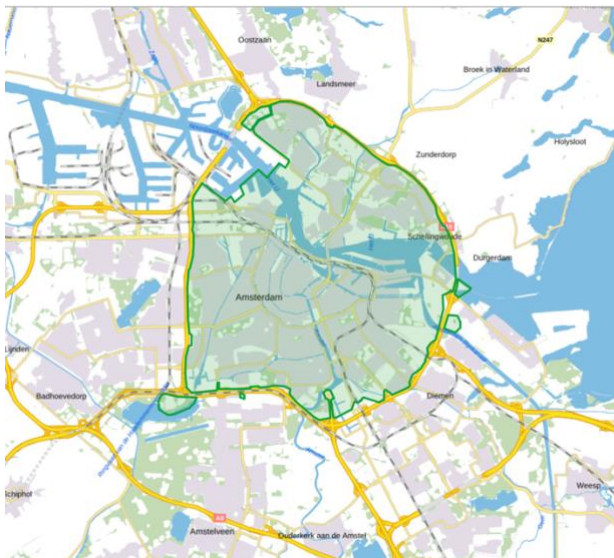 Oostzaan
N247
Landsmeer
Broek in Waterland
Zunderdorp
Holysloot
Schellingwoude
Durgerdam
Amsterdam
Lijnden
Badhoevedorp
Diemen
Schiphol
Weesp
A9
Amstelveen
Ouderkerk aan de Amstel